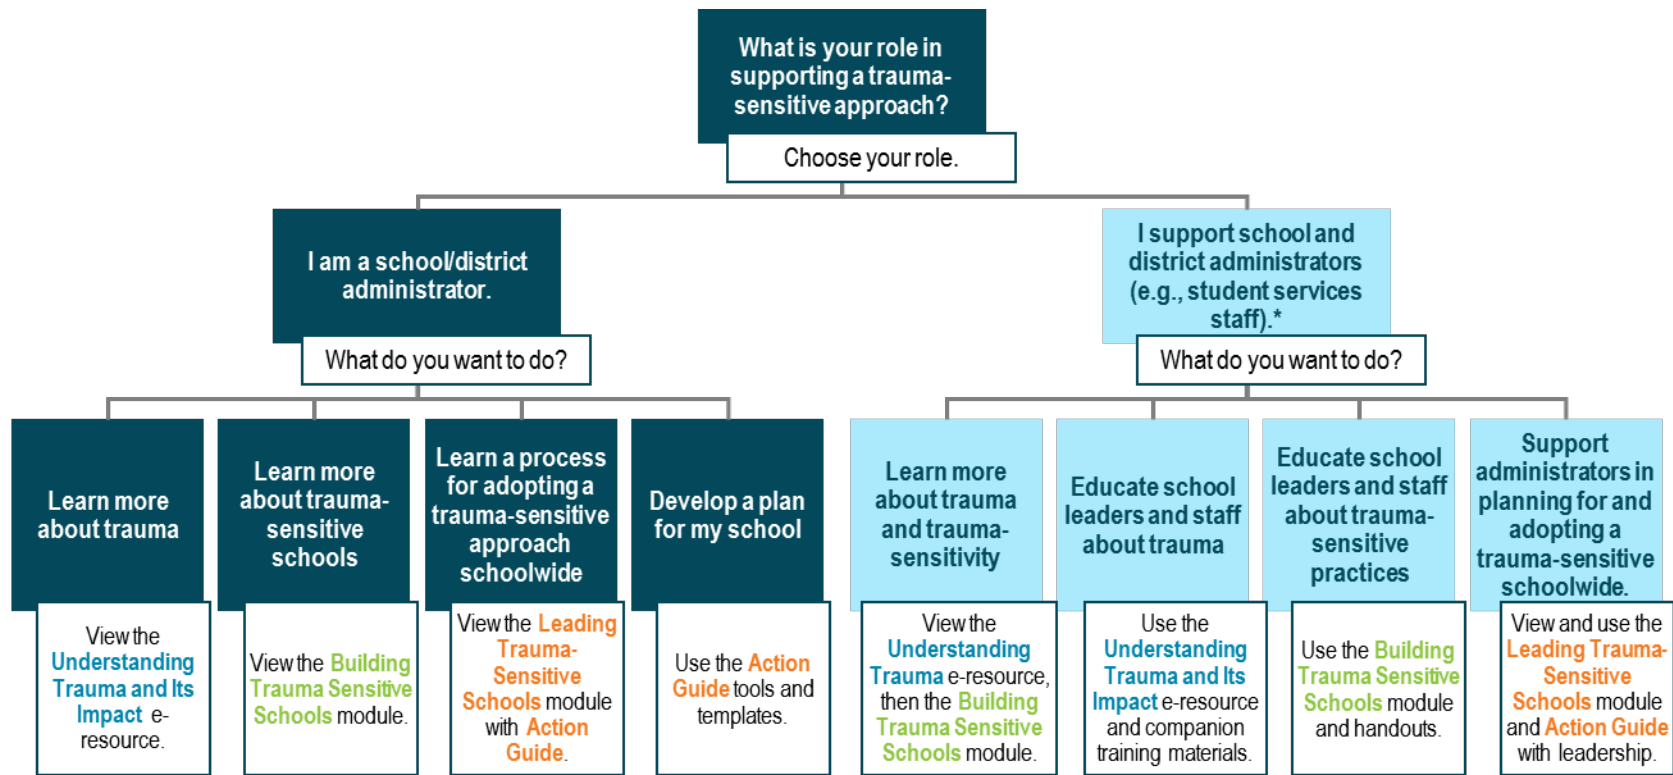 What is your role in
supporting a trauma-
sensitive approach?
Choose your role.
I am a school/district
administrator.
What do you want to do?
I support school and
district administrators
(e.g., student services
staff).*
What do you want to do?
Learn more
about trauma
View the
Understanding
Trauma and Its
Impact e-
resource.
Learn more
about trauma-
sensitive
schools
View the Building
Trauma Sensitive
Schools module.
Learn a process
for adopting a
trauma-sensitive
approach
schoolwide
View the Leading
Trauma-
Sensitive
Schools module
with Action
Guide.
Develop a plan
for my school
Use the Action
Guide tools and
templates.
Learn more
about trauma
and trauma-
sensitivity
View the
Understanding
Trauma e-resource,
then the Building
Trauma Sensitive
Schools module.
Educate school
leaders and staff
about trauma
Use the
Understanding
Trauma and Its
Impact e-resource
and companion
training materials.
Educate school
leaders and staff
about trauma-
sensitive
practices
Use the Building
Trauma Sensitive
Schools module
and handouts.
Support
administrators in
planning for and
adopting a
trauma-sensitive
schoolwide.
View and use the
Leading Trauma-
Sensitive
Schools module
and Action Guide
with leadership.